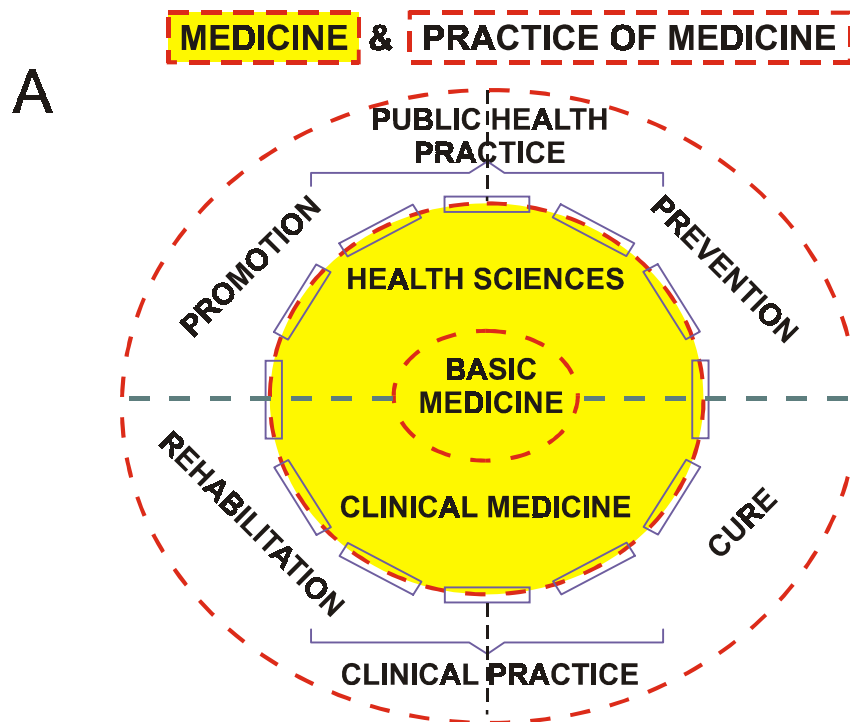 MEDICINE & PRACTICE OF MEDICINE
A
PUBLIC HEALTH
PRACTICE
PROMOTION
PREVENTION
HEALTH SCIENCES
BASIC
MEDICINE
REHABILITATION
CLINICAL MEDICINE
CURE
CLINICAL PRACTICE